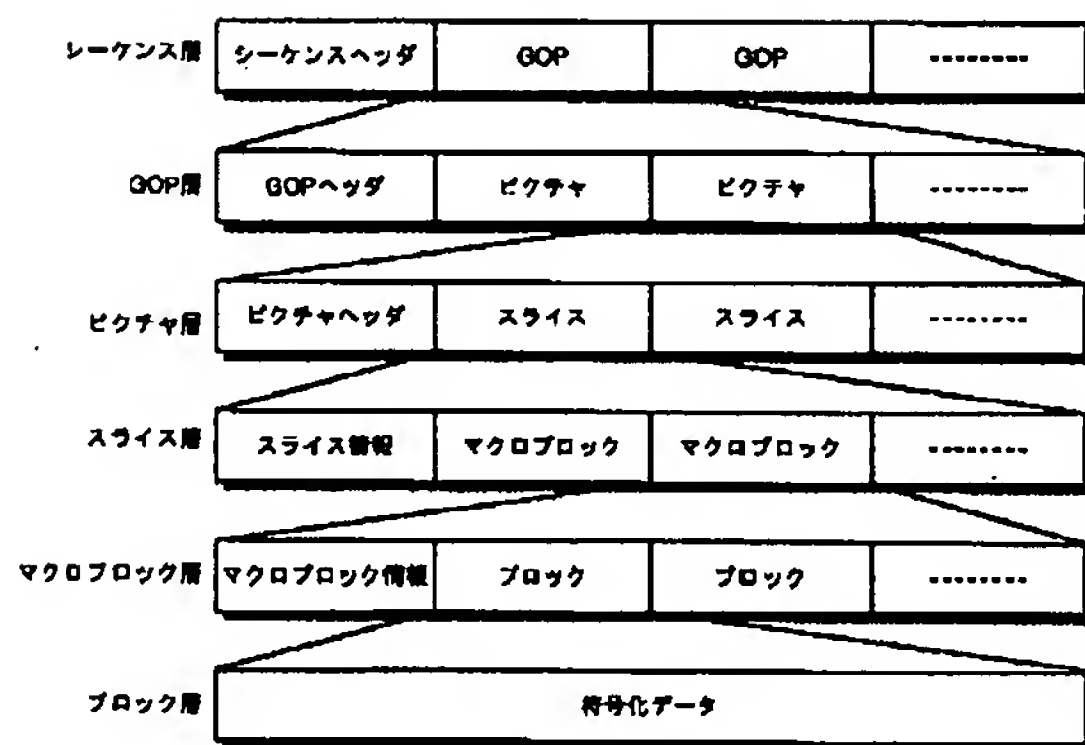 シーケンス層 シーケンスヘッダ GOP GOP --------
GOP層 GOPヘッダ ピクチャ ピクチャ --------
ピクチャ層 ピクチャヘッダ スライス スライス --------
スライス層 スライス情報 マクロブロック マクロブロック --------
マクロブロック層 マクロブロック情報 ブロック ブロック --------
ブロック層 符号化データ